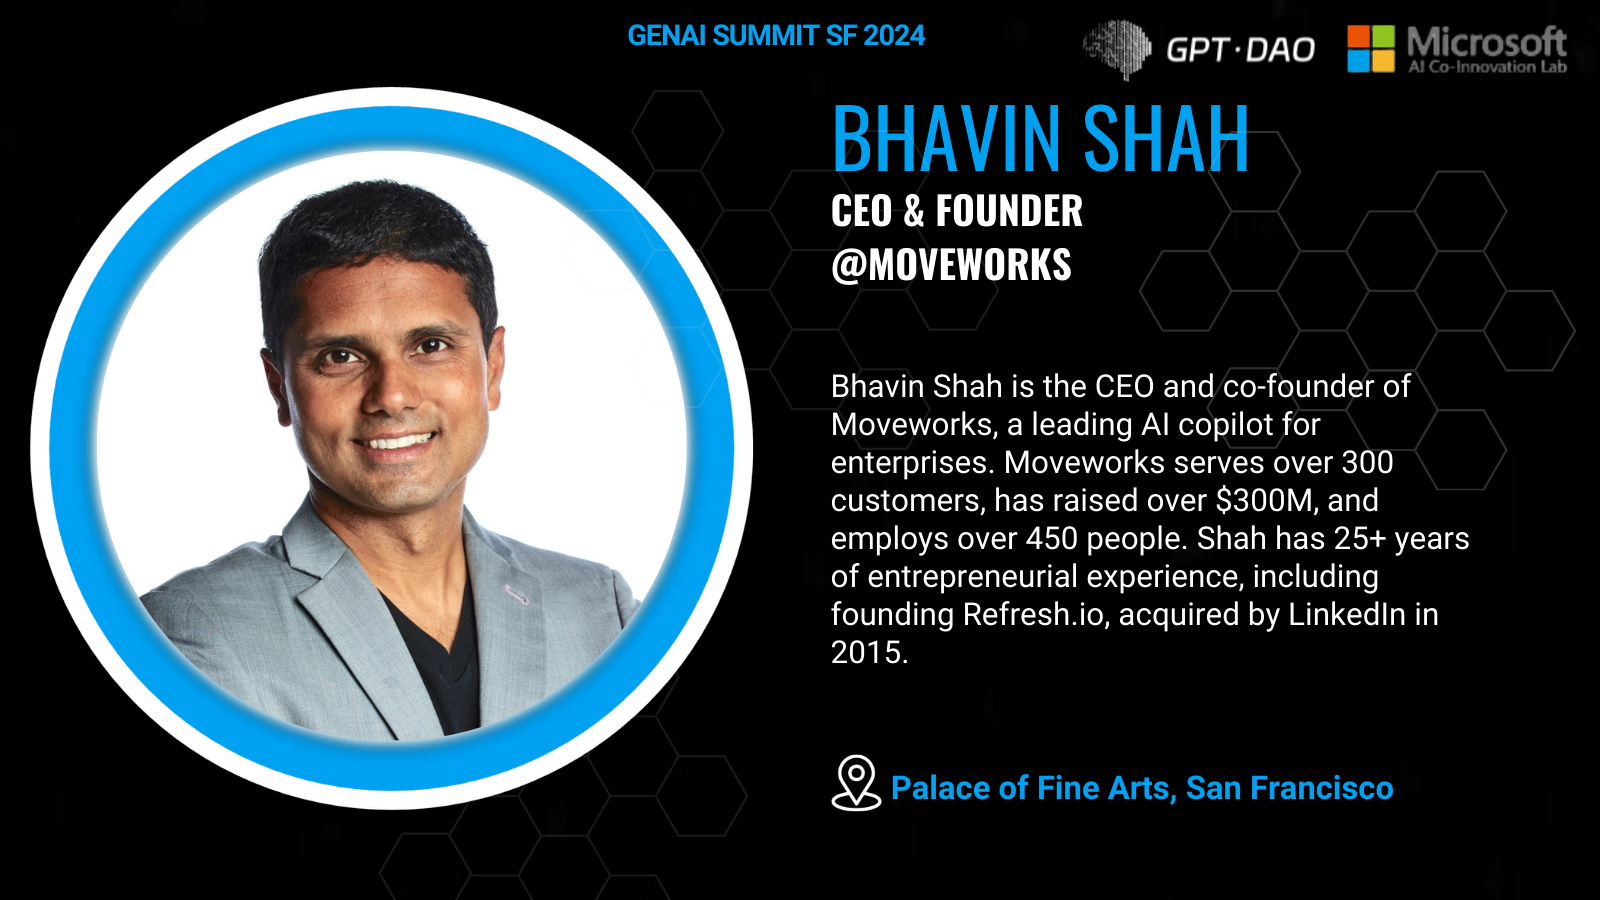 GENAI SUMMIT SF 2024
GPT·DAO
Microsoft
AI Co-Innovation Lab
BHAVIN SHAH
CEO & FOUNDER
@MOVEWORKS
Bhavin Shah is the CEO and co-founder of
Moveworks, a leading AI copilot for
enterprises. Moveworks serves over 300
customers, has raised over $300M, and
employs over 450 people. Shah has 25+ years
of entrepreneurial experience, including
founding Refresh.io, acquired by LinkedIn in
2015.
Palace of Fine Arts, San Francisco